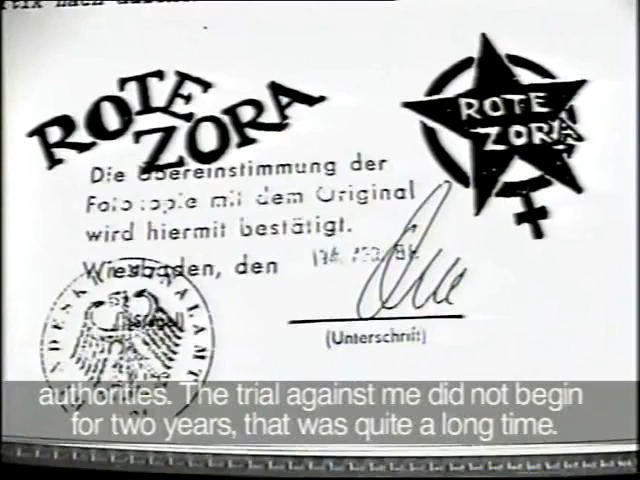 nach
ROTE
ZORA
ROTE
ZORA
Die Übereinstimmung der
Fotokopie mit dem Original
wird hiermit bestätigt.
Wiesbaden, den
(Unterschrift)
authorities. The trial against me did not begin
for two years, that was quite a long time.